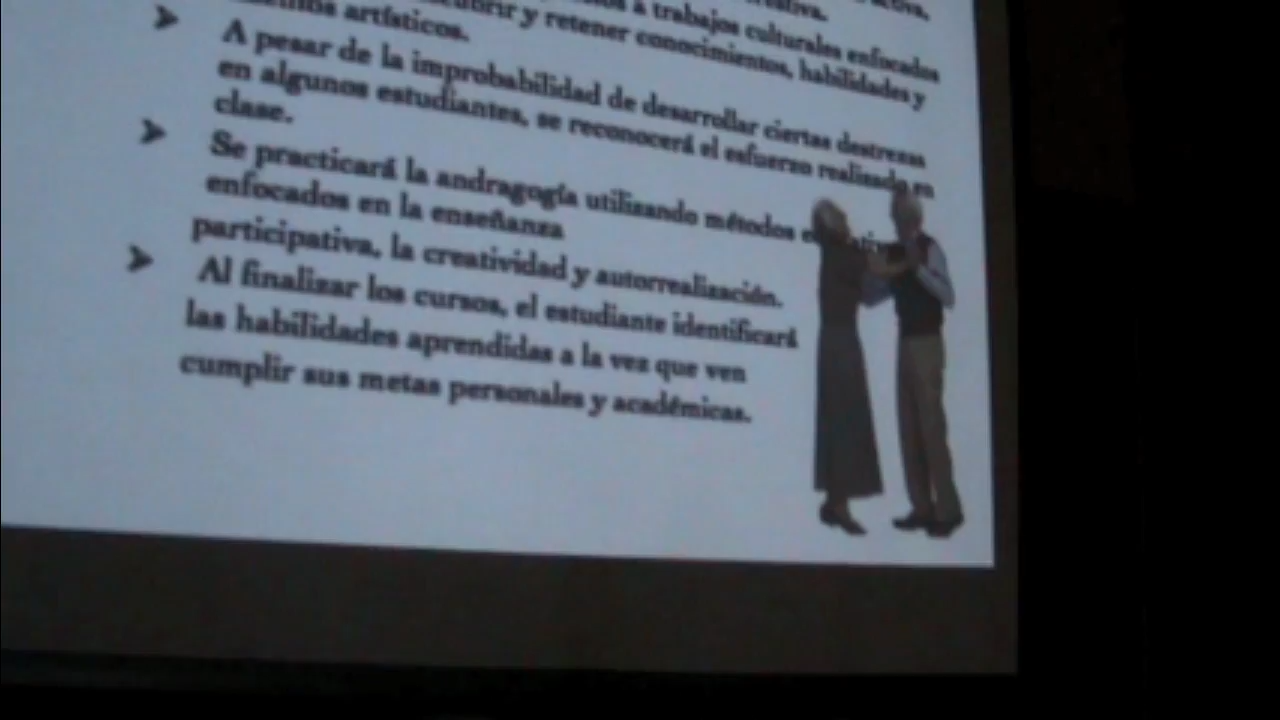 a trabajos culturales enfocados
y retener conocimientos, habilidades y
artísticos.
A pesar de la improbabilidad de desarrollar ciertas destrezas
en algunos estudiantes, se reconocerá el esfuerzo realizado en
clase.
Se practicará la andragogía utilizando métodos
enfocados en la enseñanza
participativa, la creatividad y autorrealización.
Al finalizar los cursos, el estudiante identificará
las habilidades aprendidas a la vez que ven
cumplir sus metas personales y académicas.